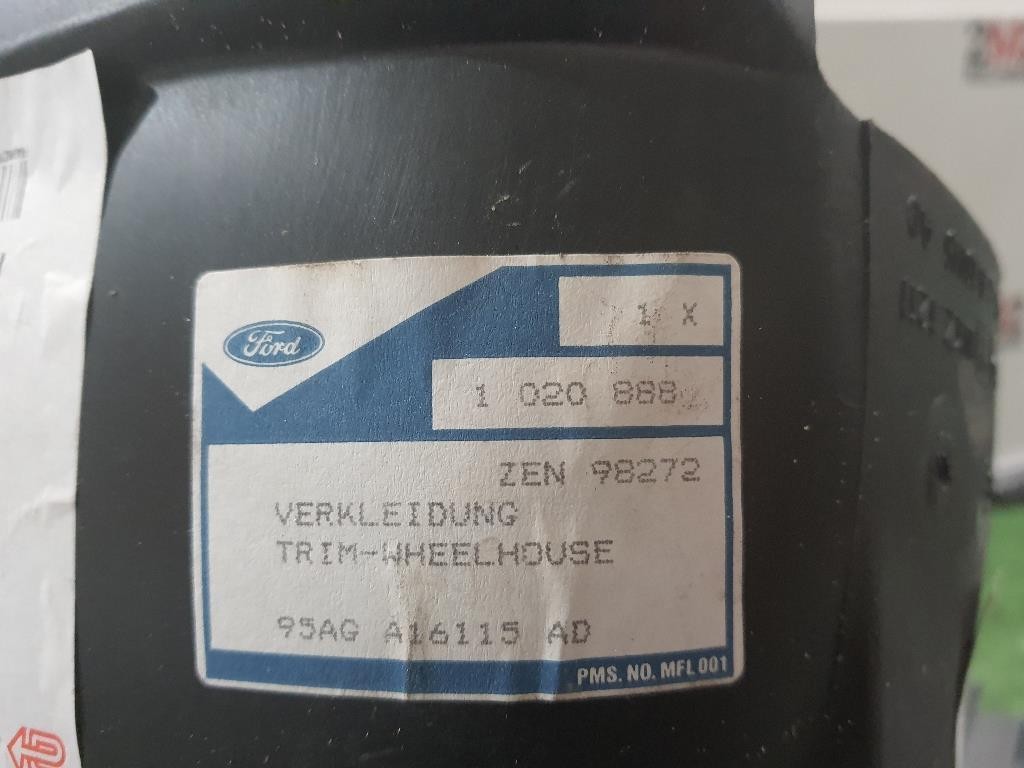 Ford
1 X
1 020 888
ZEN 98272
VERKLEIDUNG
TRIM-WHEELHOUSE
95AG A16115 AD
PMS. NO. MFL 001